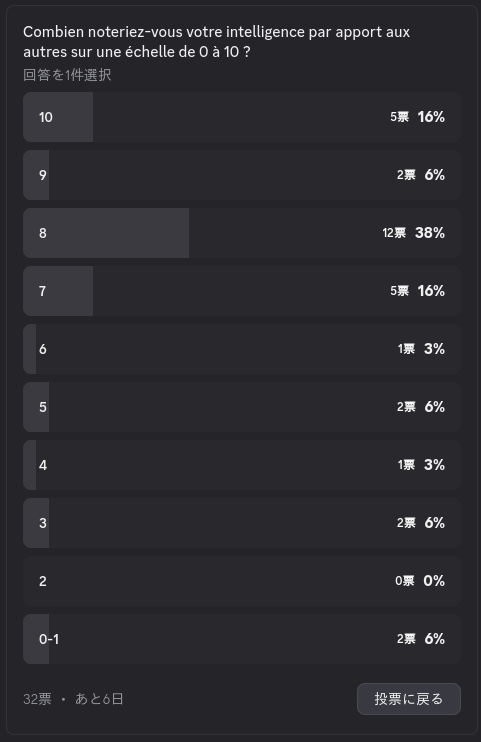 Combien noteriez-vous votre intelligence par apport aux
autres sur une échelle de 0 à 10 ?
回答を1件選択
10 5票 16%
9 2票 6%
8 12票 38%
7 5票 16%
6 1票 3%
5 2票 6%
4 1票 3%
3 2票 6%
2 0票 0%
0-1 2票 6%
32票 • あと6日 投票に戻る